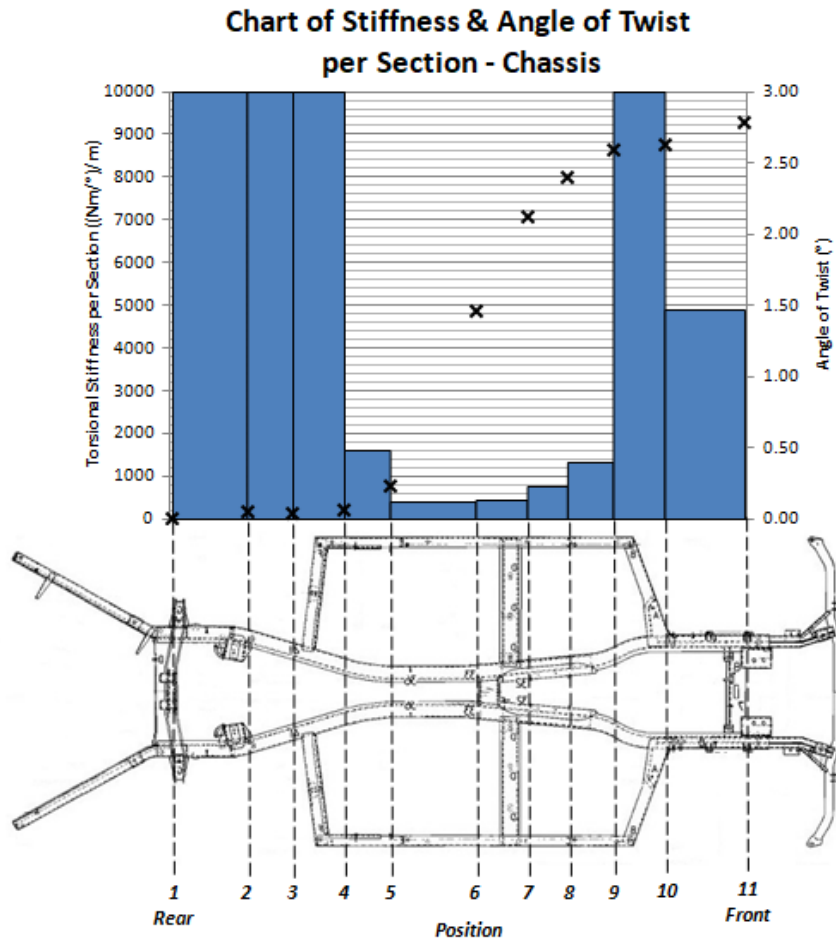 Chart of Stiffness & Angle of Twist
per Section - Chassis
Torsional Stiffness per Section ((Nm/°)/m)
10000
9000
8000
7000
6000
5000
4000
3000
2000
1000
0
3.00
2.50
2.00
1.50
1.00
0.50
0.00
Angle of Twist (°)
1 2 3 4 5 6 7 8 9 10 11
Rear Front
Position